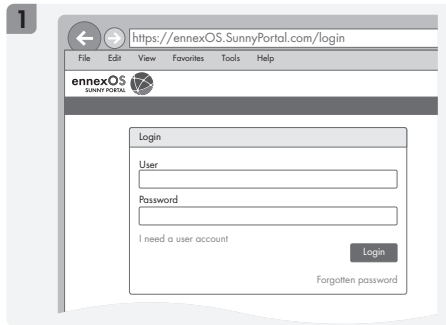 1
https://ennexOS.SunnyPortal.com/login
File Edit View Favorites Tools Help
ennexOS
SUNNY PORTAL
Login
User
Password
I need a user account
Login
Forgotten password